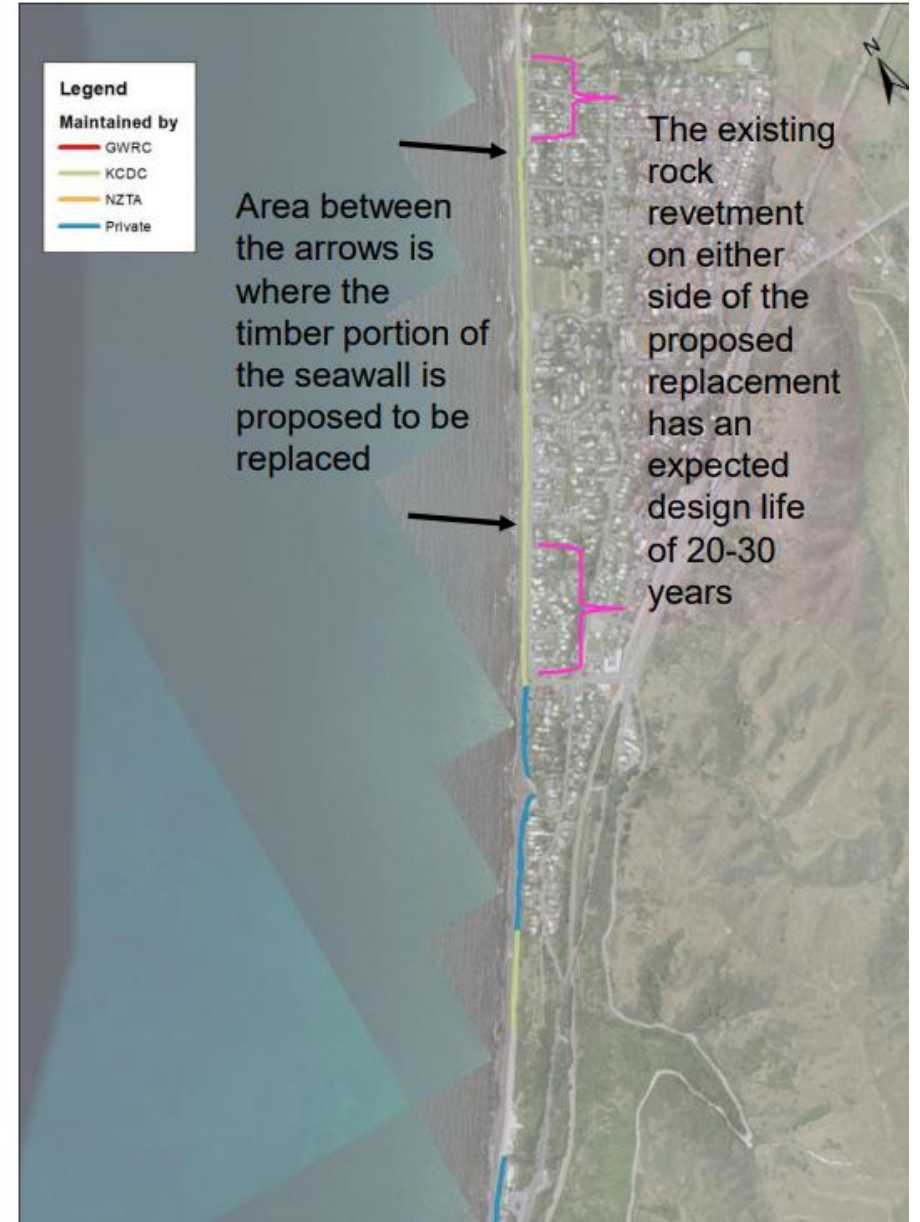 Legend
Maintained by
GWRC
KCDC
NZTA
Private
N
Area between
the arrows is
where the
timber portion of
the seawall is
proposed to be
replaced
The existing
rock
revetment
on either
side of the
proposed
replacement
has an
expected
design life
of 20-30
years